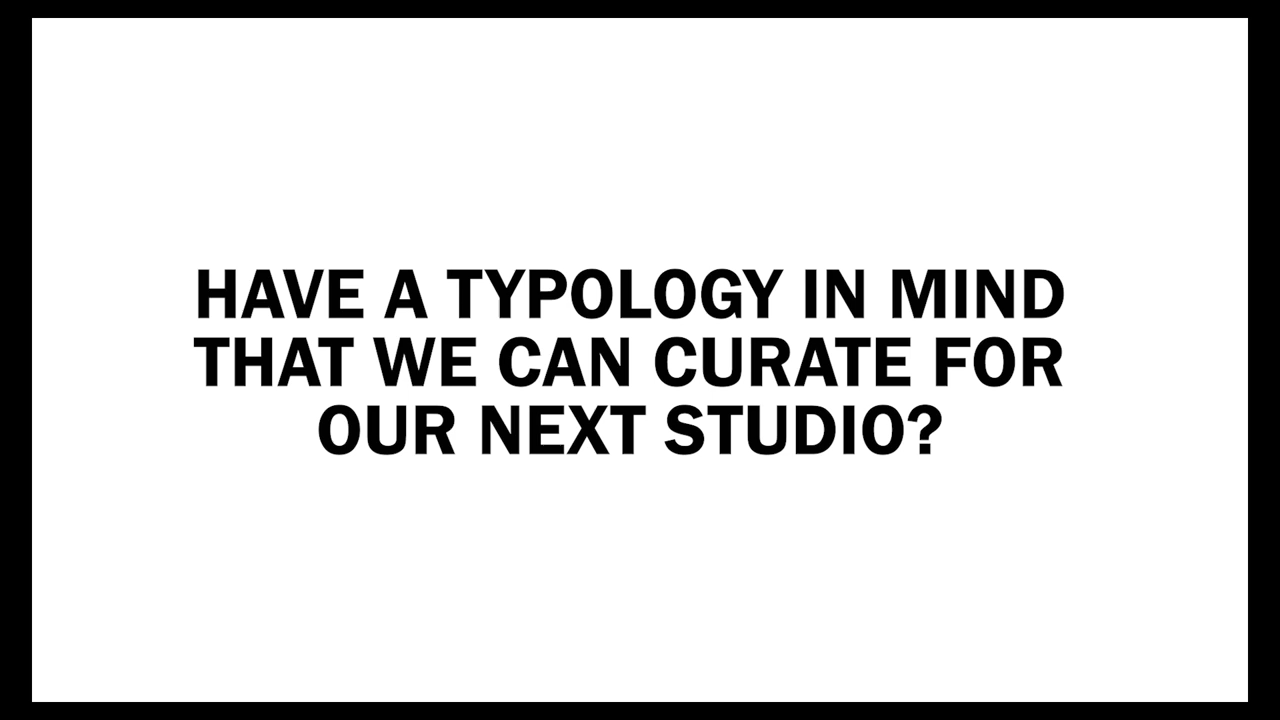 HAVE A TYPOLOGY IN MIND
THAT WE CAN CURATE FOR
OUR NEXT STUDIO?